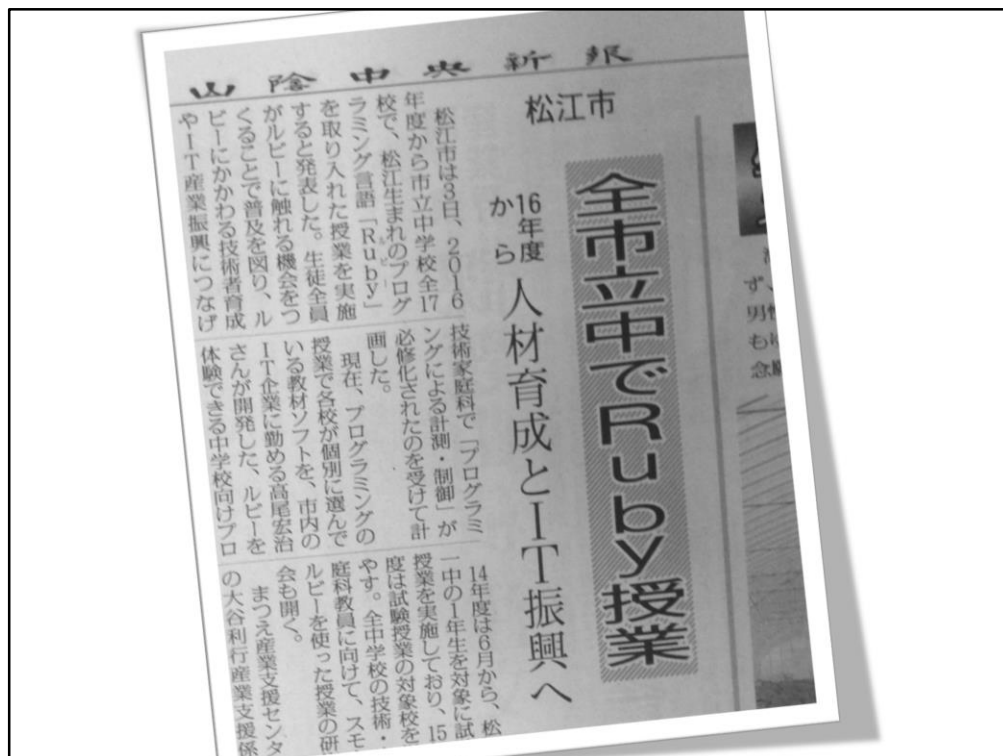 山陰中央新報
松江市
全市立中でRuby授業
16年度から
人材育成とIT振興へ
松江市は3日、2016
年度から市立中学校全17
校で、松江生まれのプログ
ラミング言語「Ruby」
ルビー
を取り入れた授業を実施
すると発表した。生徒全員
がルビーに触れる機会をつ
くることで普及を図り、ル
ビーにかかわる技術者育成
やIT産業振興につなげ
技術家庭科で「プログラミ
ングによる計測・制御」が
必修化されたのを受けて計
画した。
現在、プログラミングの
授業で各校が個別に選んで
いる教材ソフトを、市内の
IT企業に勤める高尾宏治
さんが開発した、ルビーを
体験できる中学校向けプロ
14年度は6月から、松
一中の1年生を対象に試
授業を実施しており、15
度は試験授業の対象校を
やす。全中学校の技術・
庭科教員に向けて、スモ
ルビーを使った授業の研
会も開く。
まつえ産業支援センタ
の大谷利行産業支援係